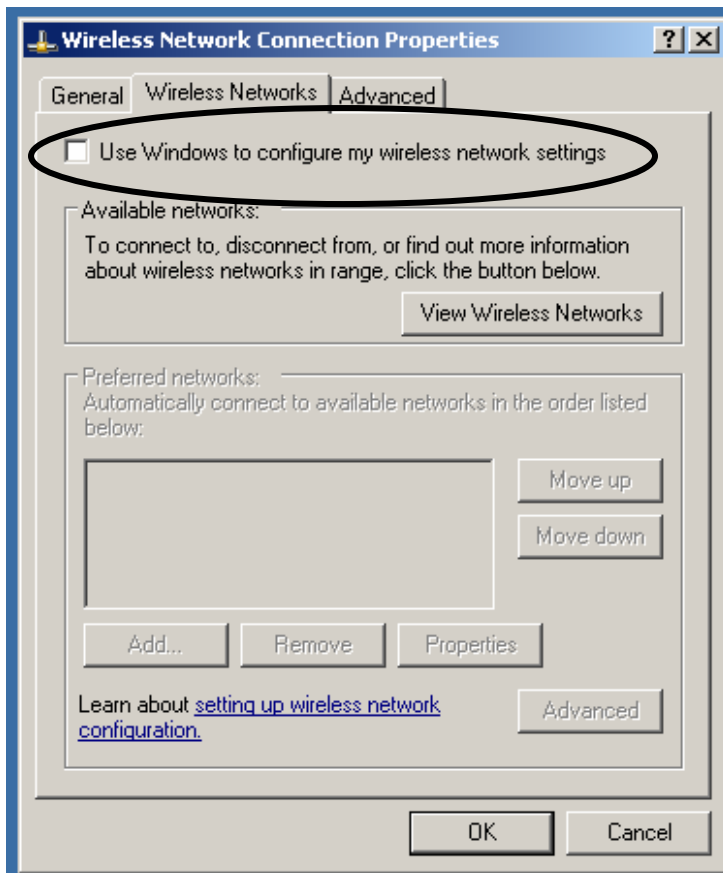 Wireless Network Connection Properties
General Wireless Networks Advanced
Use Windows to configure my wireless network settings
Available networks:
To connect to, disconnect from, or find out more information
about wireless networks in range, click the button below.
View Wireless Networks
Preferred networks:
Automatically connect to available networks in the order listed
below:
Move up
Move down
Add... Remove Properties
Learn about setting up wireless network
configuration.
Advanced
OK Cancel